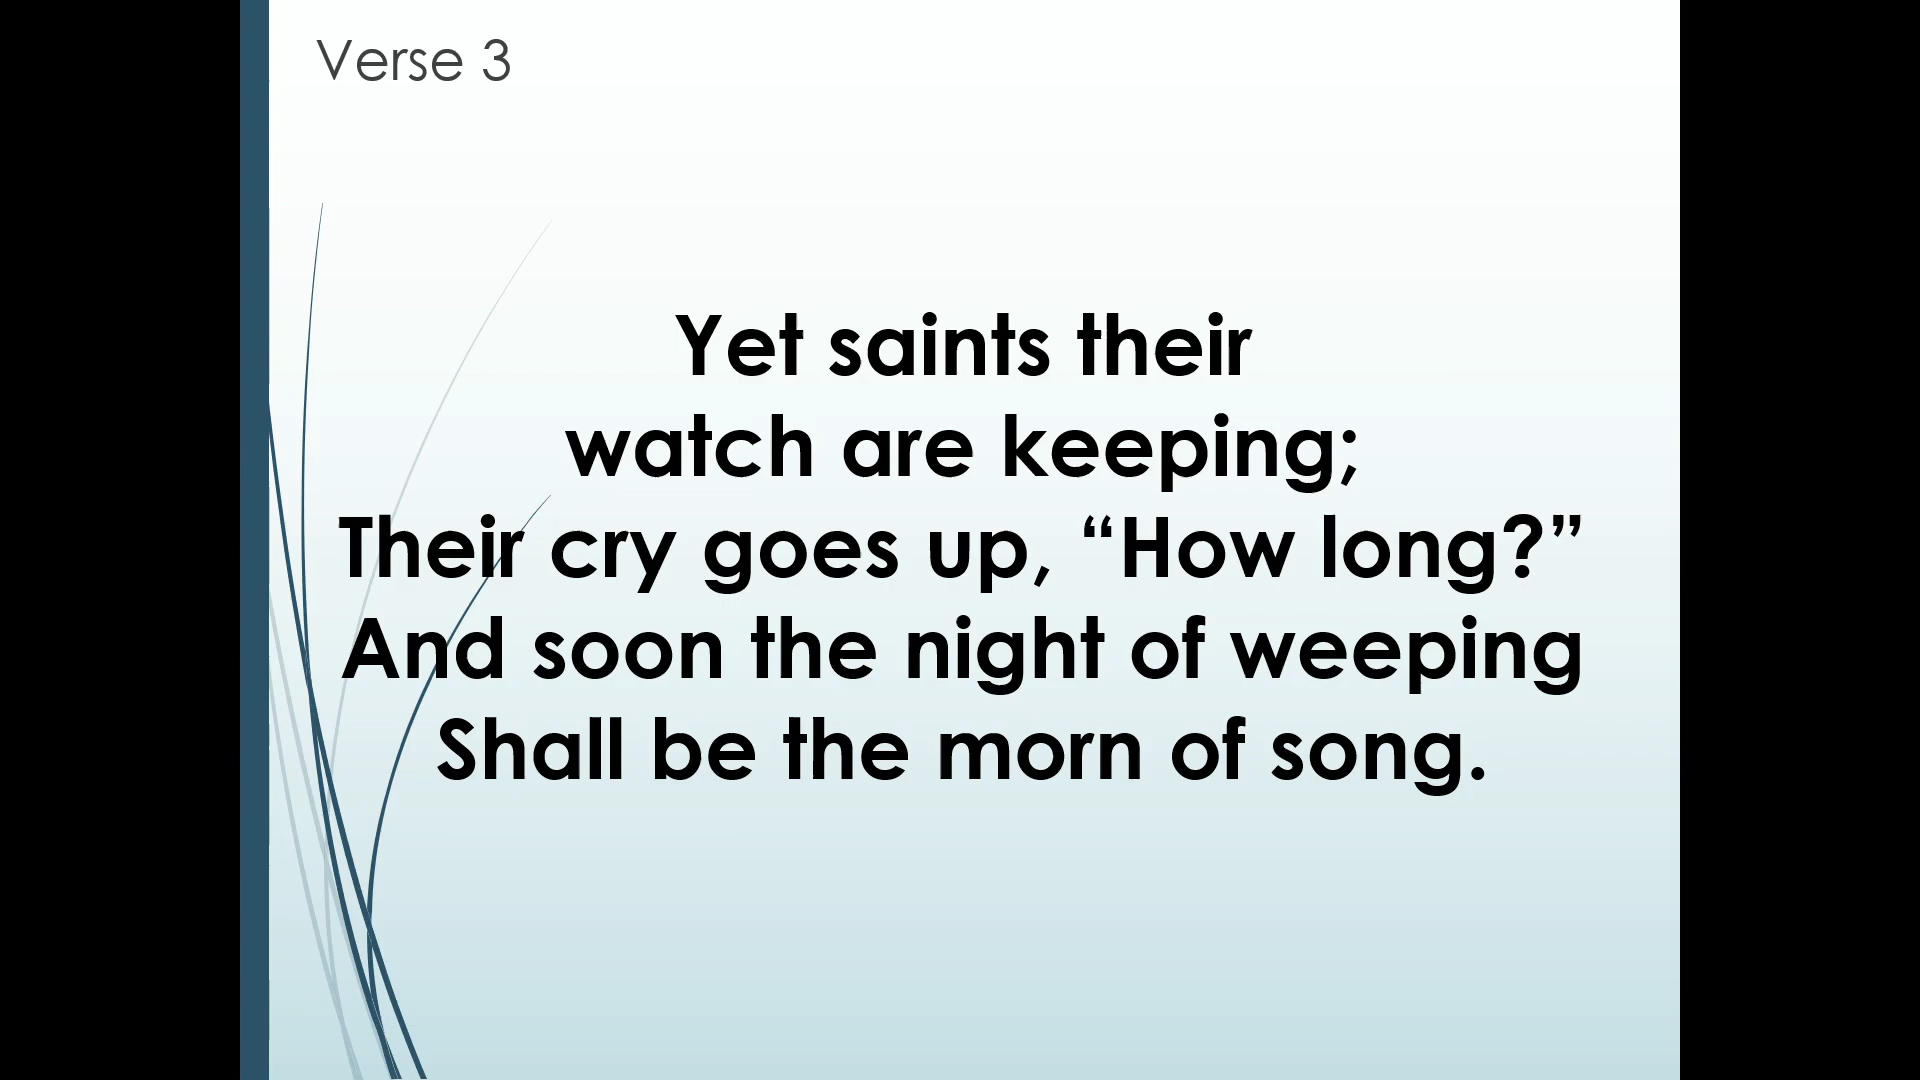 Verse 3
Yet saints their
watch are keeping;
Their cry goes up, “How long?”
And soon the night of weeping
Shall be the morn of song.